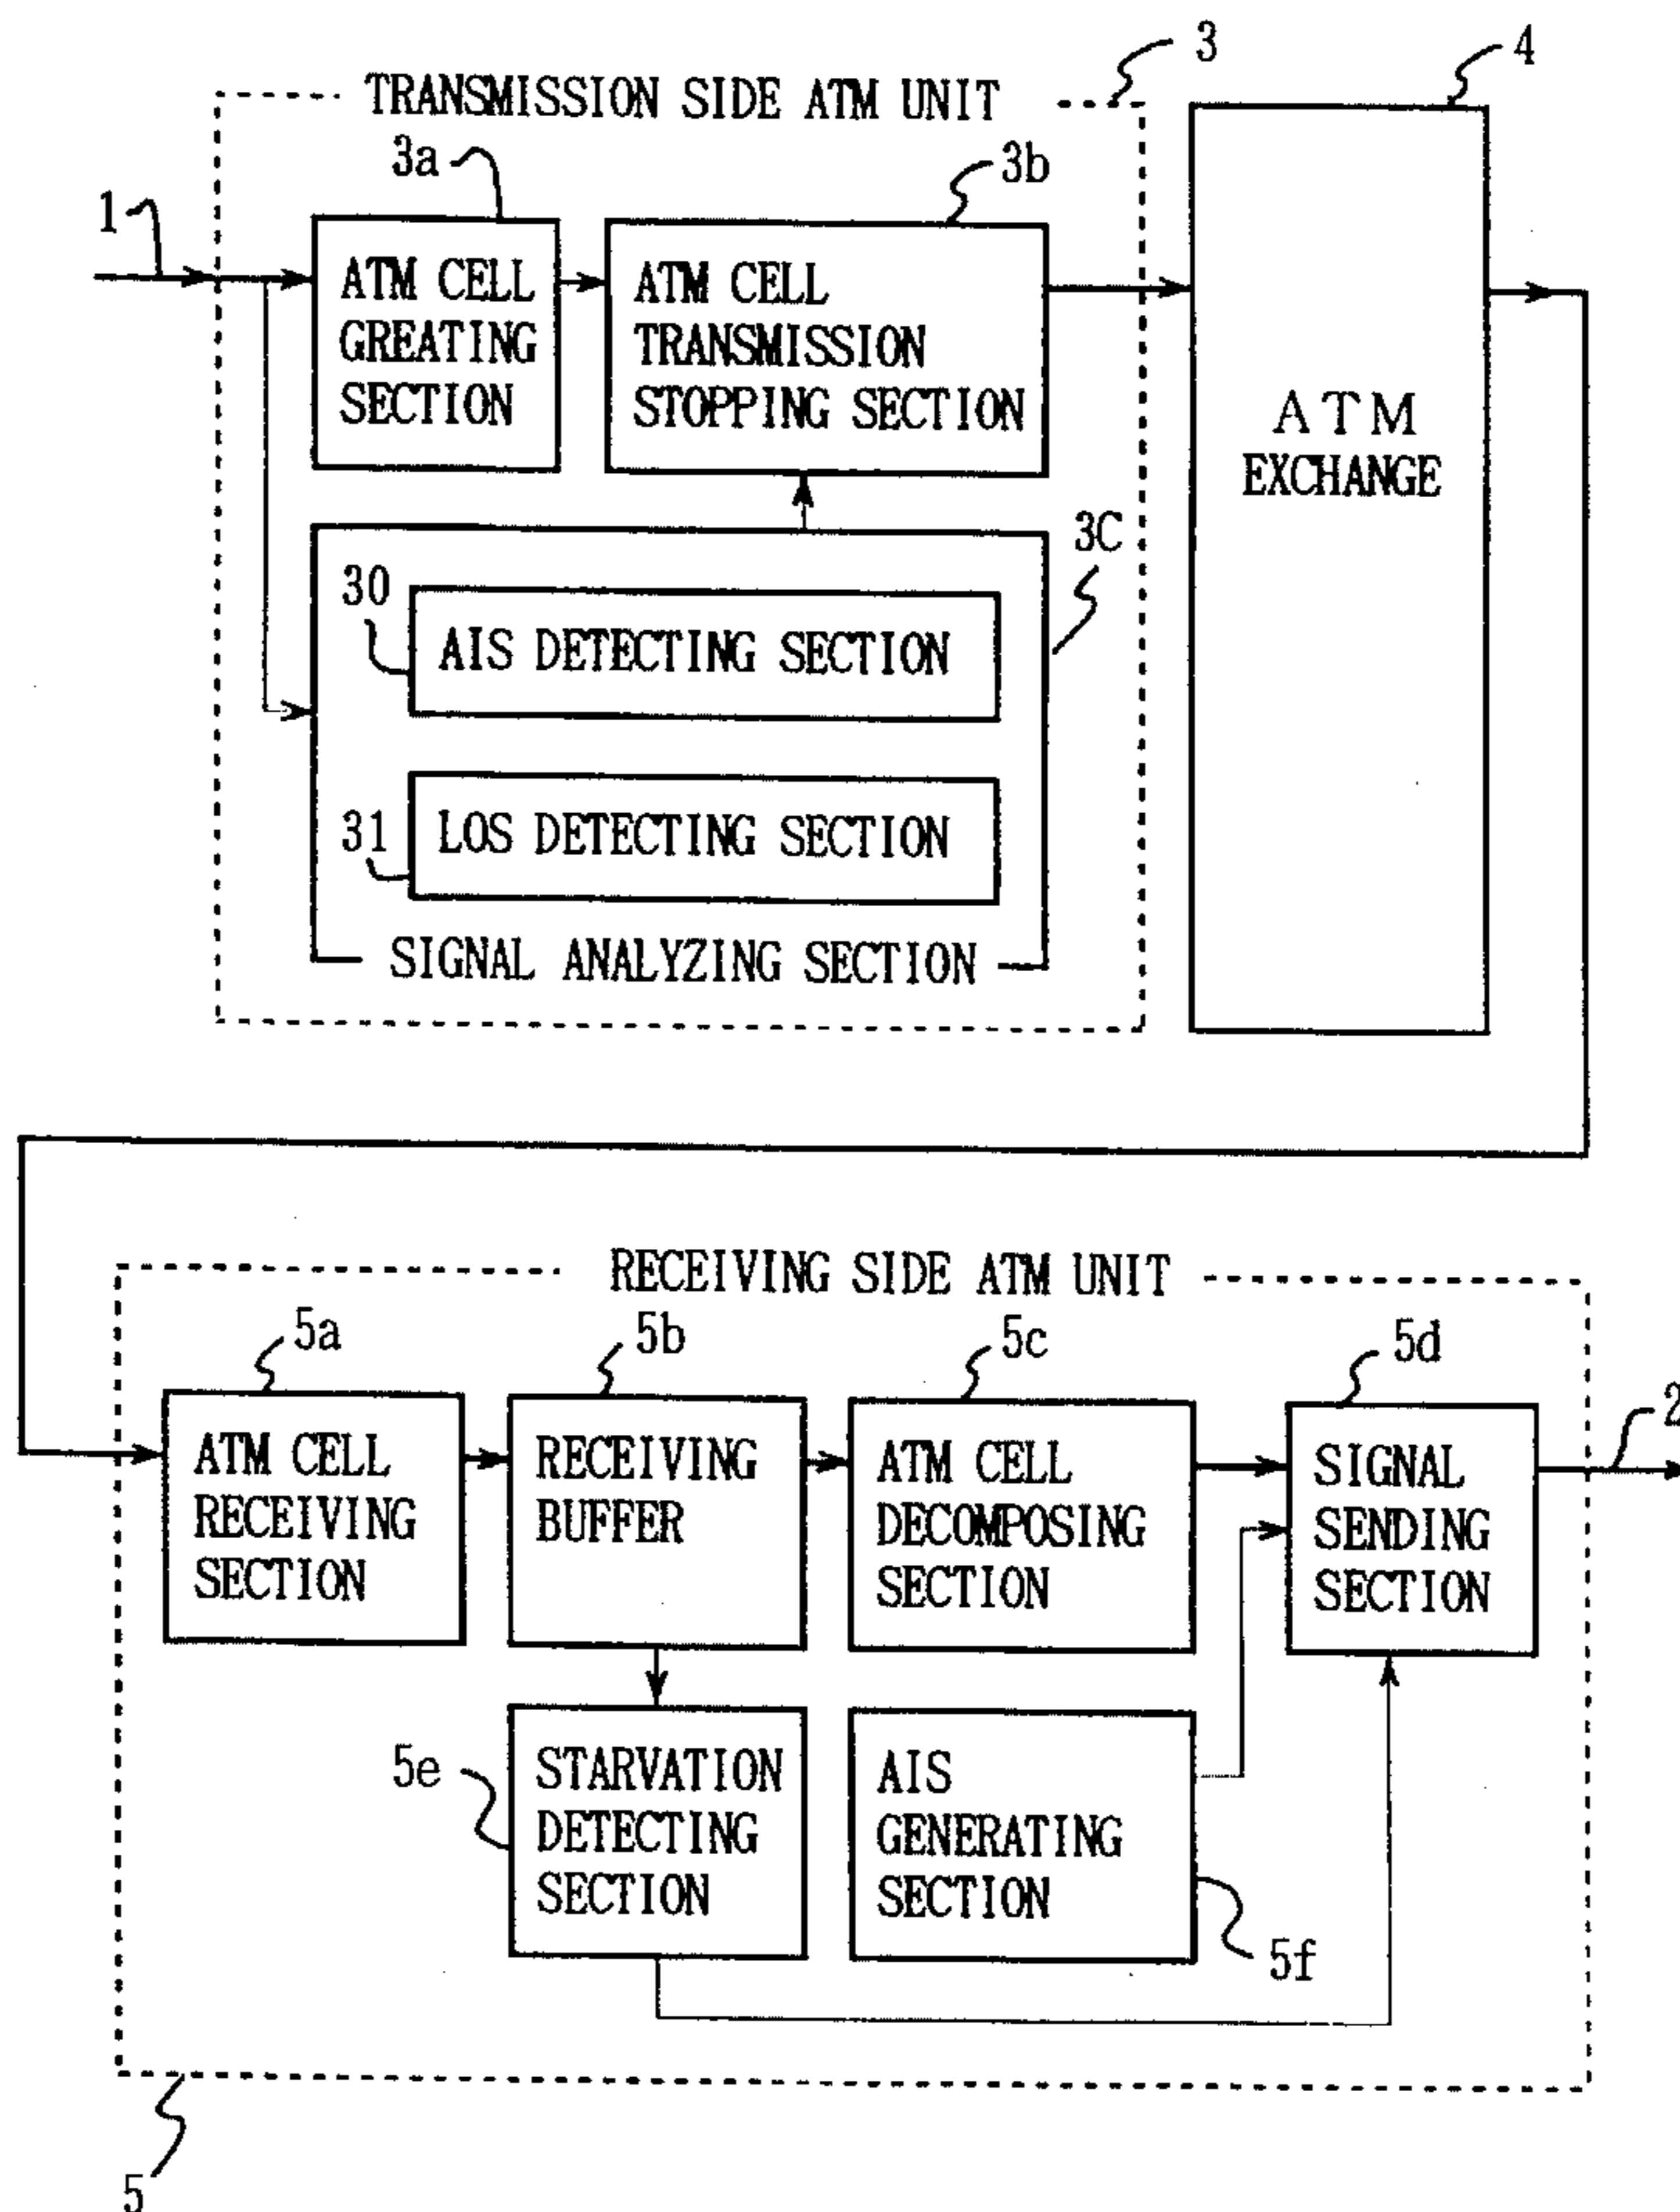 3
4
TRANSMISSION SIDE ATM UNIT
3a
3b
1
ATM CELL
GREATING
SECTION
ATM CELL
TRANSMISSION
STOPPING SECTION
ATM
EXCHANGE
3C
30
AIS DETECTING SECTION
31
LOS DETECTING SECTION
SIGNAL ANALYZING SECTION
RECEIVING SIDE ATM UNIT
5a
5b
5c
5d
2
ATM CELL
RECEIVING
SECTION
RECEIVING
BUFFER
ATM CELL
DECOMPOSING
SECTION
SIGNAL
SENDING
SECTION
5e
STARVATION
DETECTING
SECTION
AIS
GENERATING
SECTION
5f
5